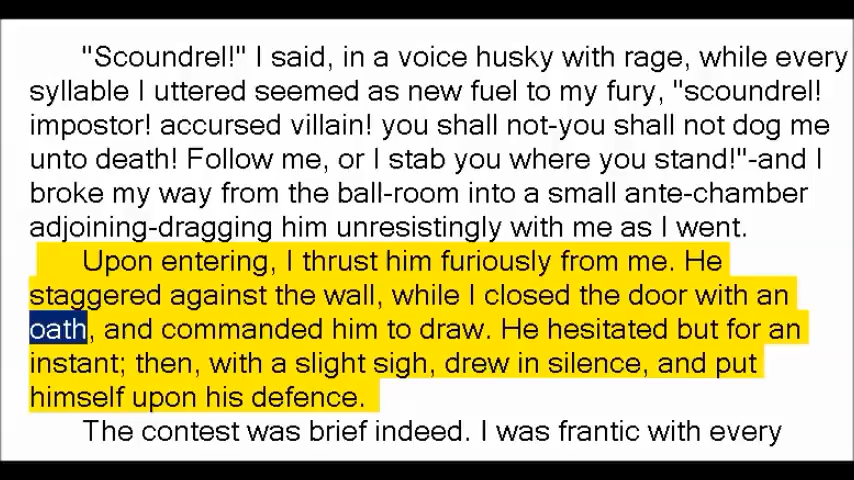 "Scoundrel!" I said, in a voice husky with rage, while every
syllable I uttered seemed as new fuel to my fury, "scoundrel!
impostor! accursed villain! you shall not-you shall not dog me
unto death! Follow me, or I stab you where you stand!"-and I
broke my way from the ball-room into a small ante-chamber
adjoining-dragging him unresistingly with me as I went.
Upon entering, I thrust him furiously from me. He
staggered against the wall, while I closed the door with an
oath, and commanded him to draw. He hesitated but for an
instant; then, with a slight sigh, drew in silence, and put
himself upon his defence.
The contest was brief indeed. I was frantic with every